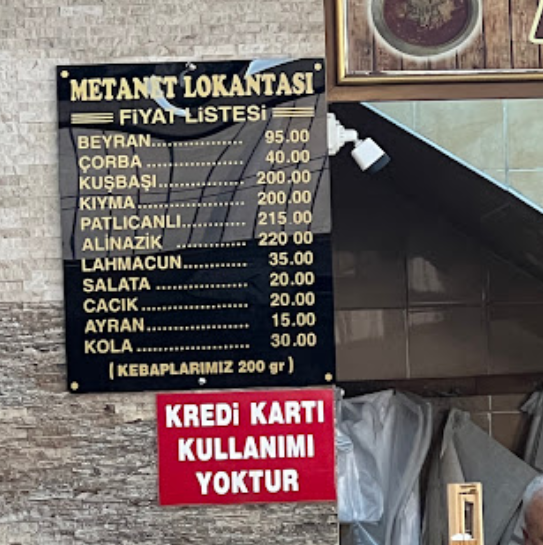 METANET LOKANTASI
FİYAT LİSTESİ
BEYRAN............... 95.00
ÇORBA ............... 40.00
KUŞBAŞI.............. 200.00
KIYMA ................. 200.00
PATLICANLI........... 215.00
ALİNAZİK ............. 220 00
LAHMACUN.......... 35.00
SALATA ............... 20.00
CACIK ................. 20.00
AYRAN................ 15.00
KOLA .................. 30.00
(KEBAPLARIMIZ 200 gr)
KREDİ KARTI
KULLANIMI
YOKTUR